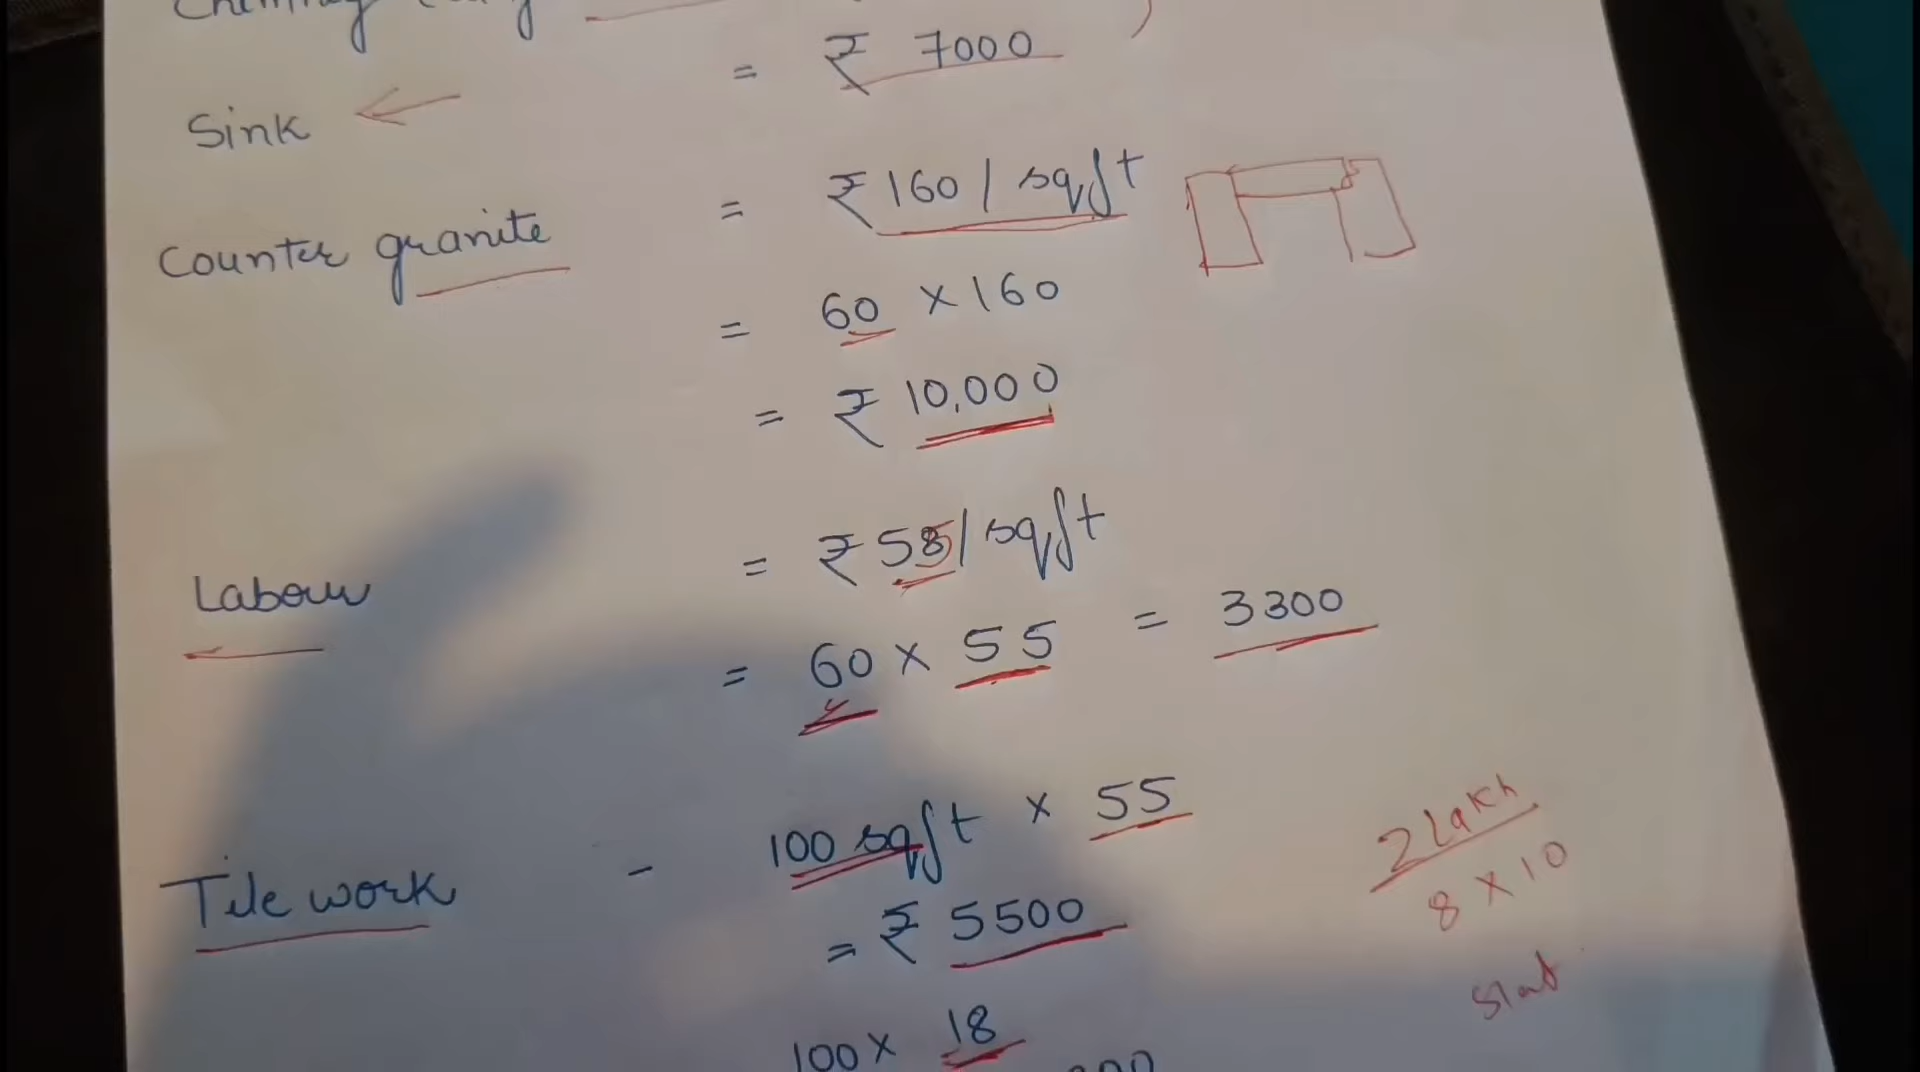 = ₹ 7000
Sink
Counter granite = ₹ 160 / sqft
= 60 × 160
= ₹ 10,000
Labour = ₹ 55/sqft
= 60 × 55 = 3300
Tile work - 100 sqft × 55
= ₹ 5500
2 Lakh
8 × 10
100 × 18